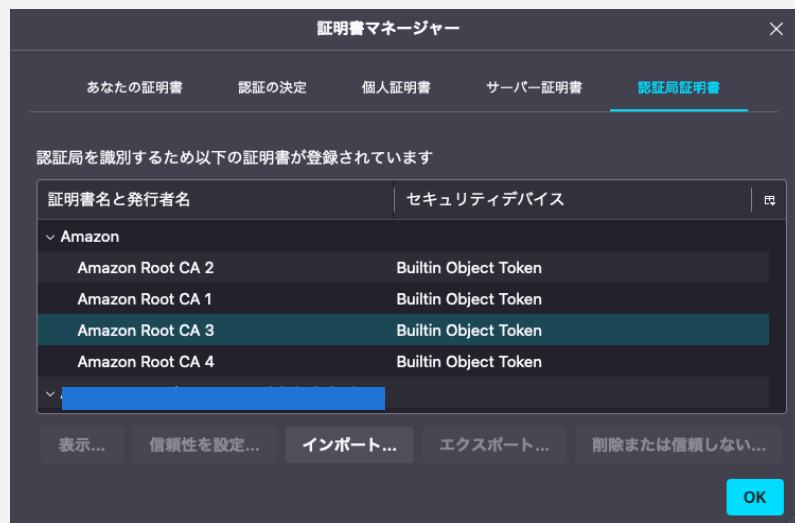 証明書マネージャー
あなたの証明書 認証の決定 個人証明書 サーバー証明書 認証局証明書
認証局を識別するため以下の証明書が登録されています
証明書名と発行者名 セキュリティデバイス
Amazon
Amazon Root CA 2 Builtin Object Token
Amazon Root CA 1 Builtin Object Token
Amazon Root CA 3 Builtin Object Token
Amazon Root CA 4 Builtin Object Token
表示... 信頼性を設定... インポート... エクスポート... 削除または信頼しない...
OK